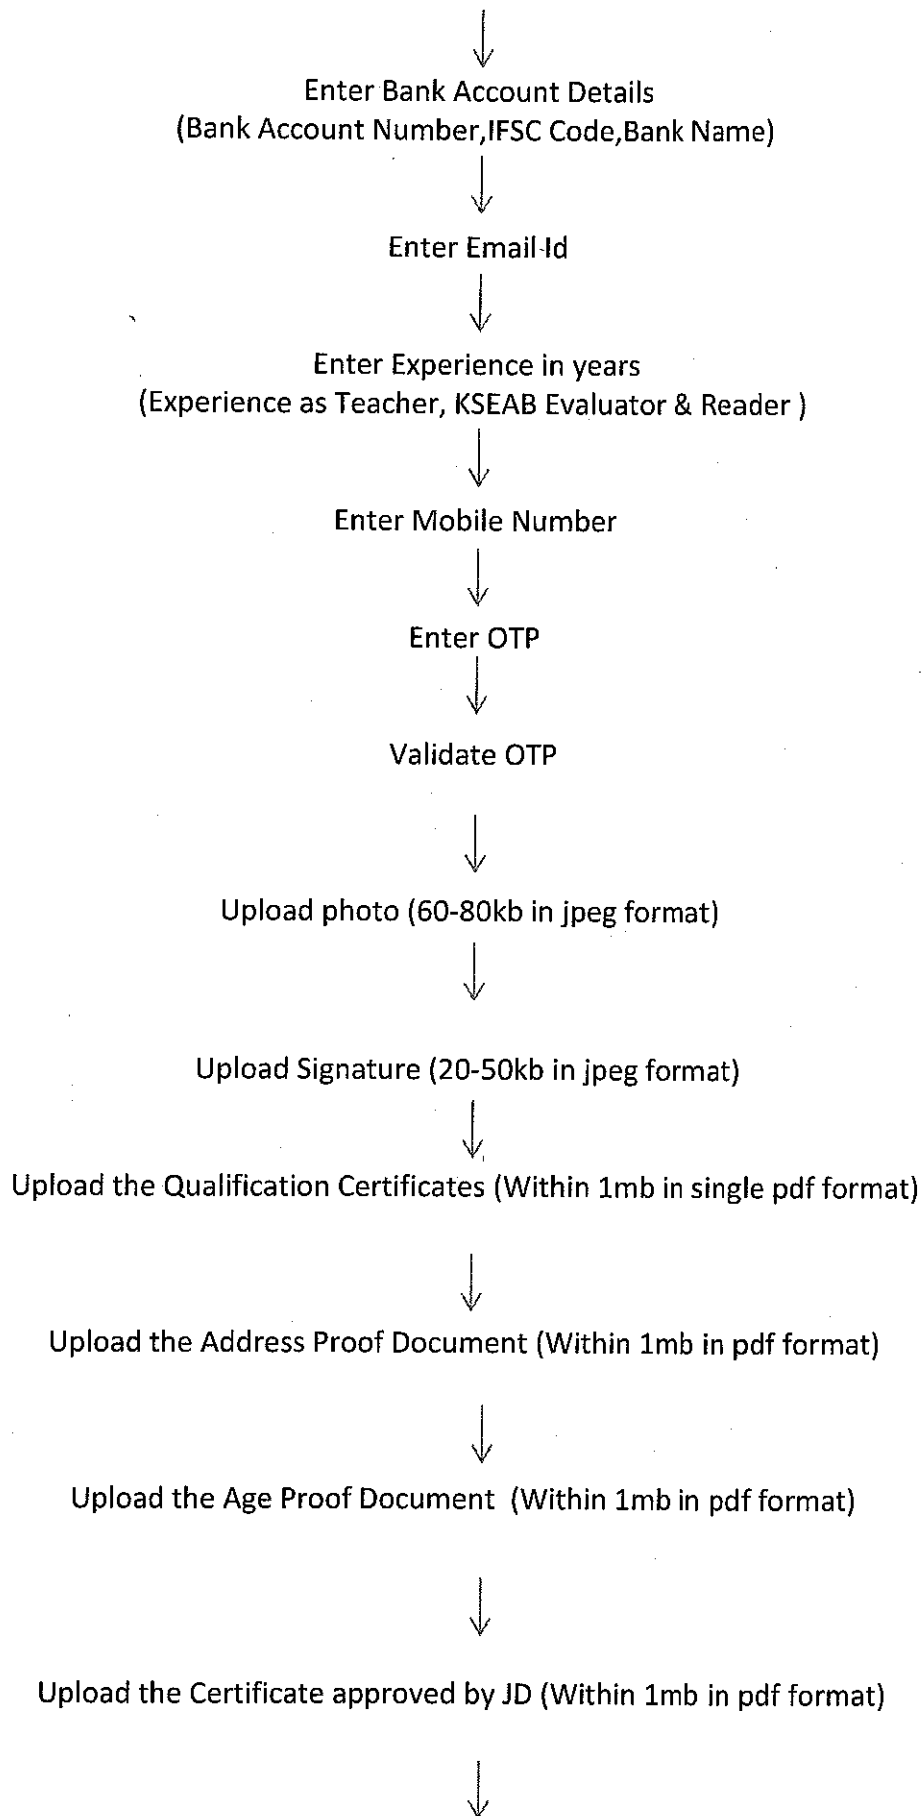 Enter Bank Account Details
(Bank Account Number,IFSC Code,Bank Name)
Enter Email Id
Enter Experience in years
(Experience as Teacher, KSEAB Evaluator & Reader )
Enter Mobile Number
Enter OTP
Validate OTP
Upload photo (60-80kb in jpeg format)
Upload Signature (20-50kb in jpeg format)
Upload the Qualification Certificates (Within 1mb in single pdf format)
Upload the Address Proof Document (Within 1mb in pdf format)
Upload the Age Proof Document (Within 1mb in pdf format)
Upload the Certificate approved by JD (Within 1mb in pdf format)